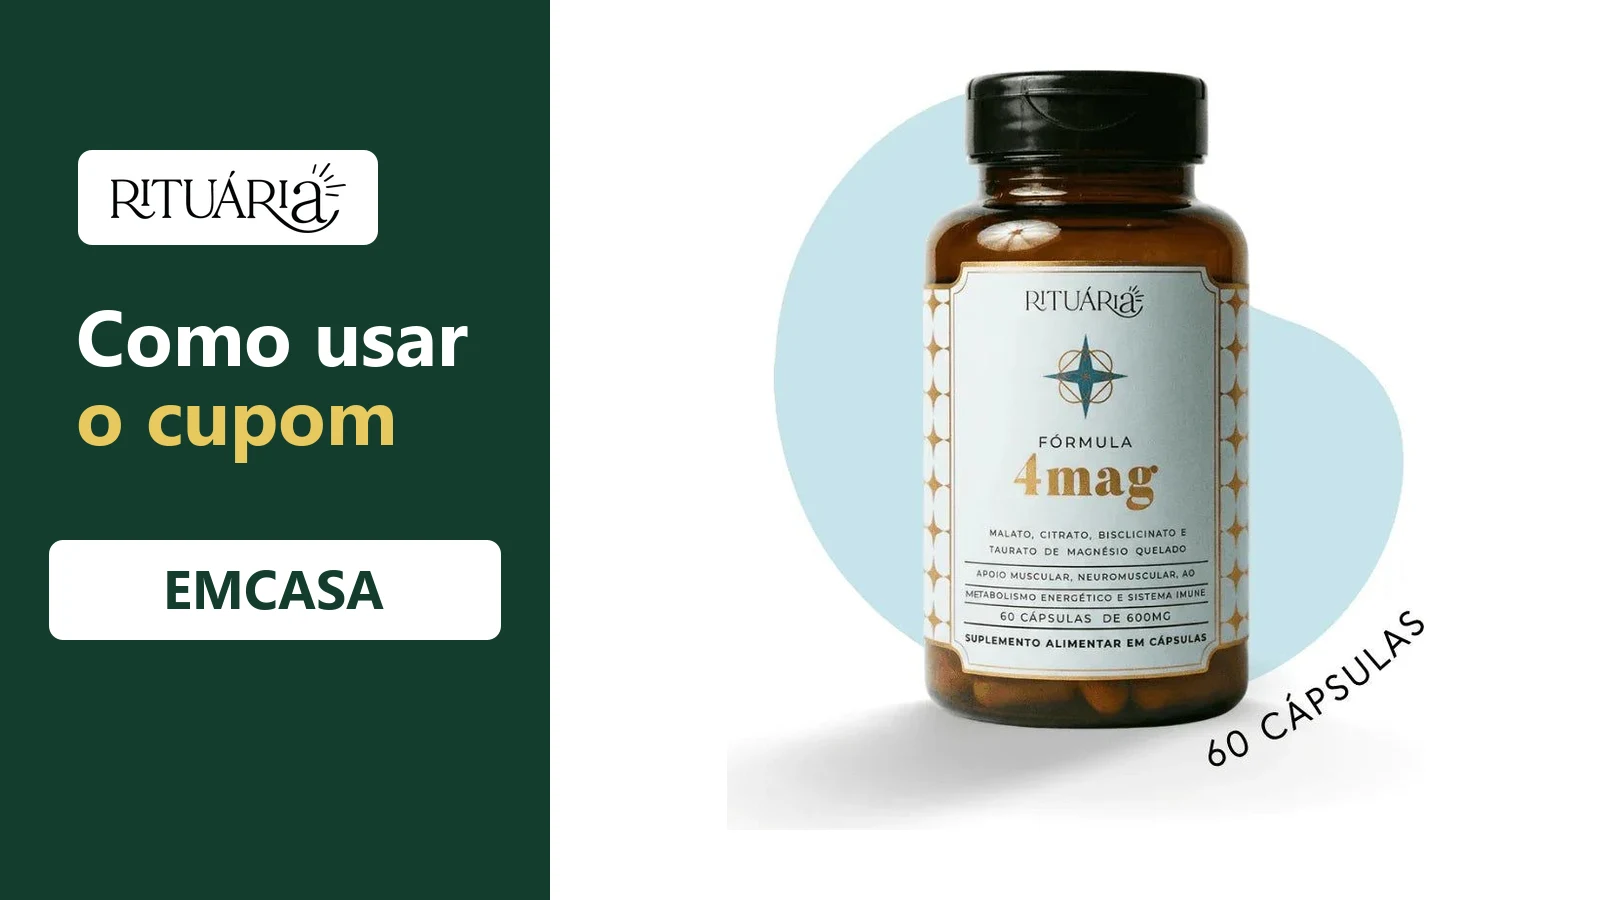 RITUÁRIA
Como usar
o cupom
EMCASA
RITUÁRIA
FÓRMULA
4mag
MALATO, CITRATO, BISCLICINATO E
TAURATO DE MAGNÉSIO QUELADO
APOIO MUSCULAR, NEUROMUSCULAR, AO
METABOLISMO ENERGÉTICO E SISTEMA IMUNE
60 CÁPSULAS DE 600MG
SUPLEMENTO ALIMENTAR EM CÁPSULAS
60 CÁPSULAS